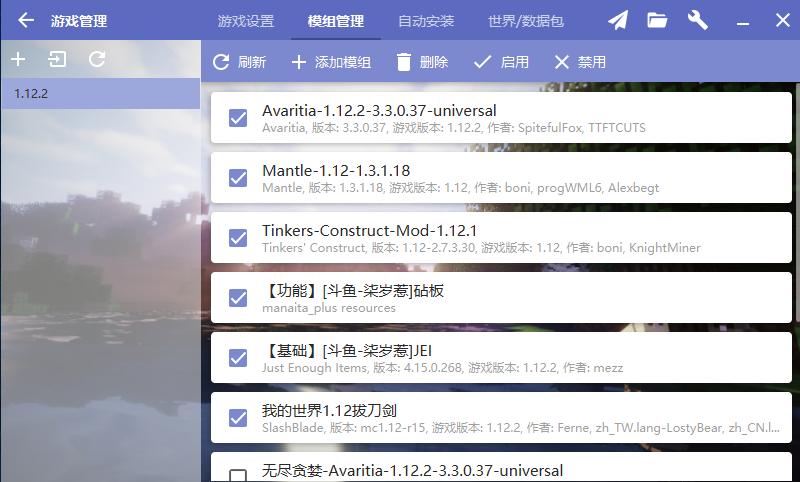 游戏管理
游戏设置 模组管理 自动安装 世界/数据包
刷新 添加模组 删除 启用 禁用
1.12.2
Avaritia-1.12.2-3.3.0.37-universal
Avaritia, 版本: 3.3.0.37, 游戏版本: 1.12.2, 作者: SpitefulFox, TTFTCUTS
Mantle-1.12-1.3.1.18
Mantle, 版本: 1.3.1.18, 游戏版本: 1.12, 作者: boni, progWML6, Alexbegt
Tinkers-Construct-Mod-1.12.1
Tinkers' Construct, 版本: 1.12-2.7.3.30, 游戏版本: 1.12, 作者: boni, KnightMiner
【功能】[斗鱼-柒岁惹]砧板
manaita_plus resources
【基础】[斗鱼-柒岁惹]JEI
Just Enough Items, 版本: 4.15.0.268, 游戏版本: 1.12.2, 作者: mezz
我的世界1.12拔刀剑
SlashBlade, 版本: mc1.12-r15, 游戏版本: 1.12.2, 作者: Ferne, zh_TW.lang-LostyBear, zh_CN.l...
无尽贪婪-Avaritia-1.12.2-3.3.0.37-universal